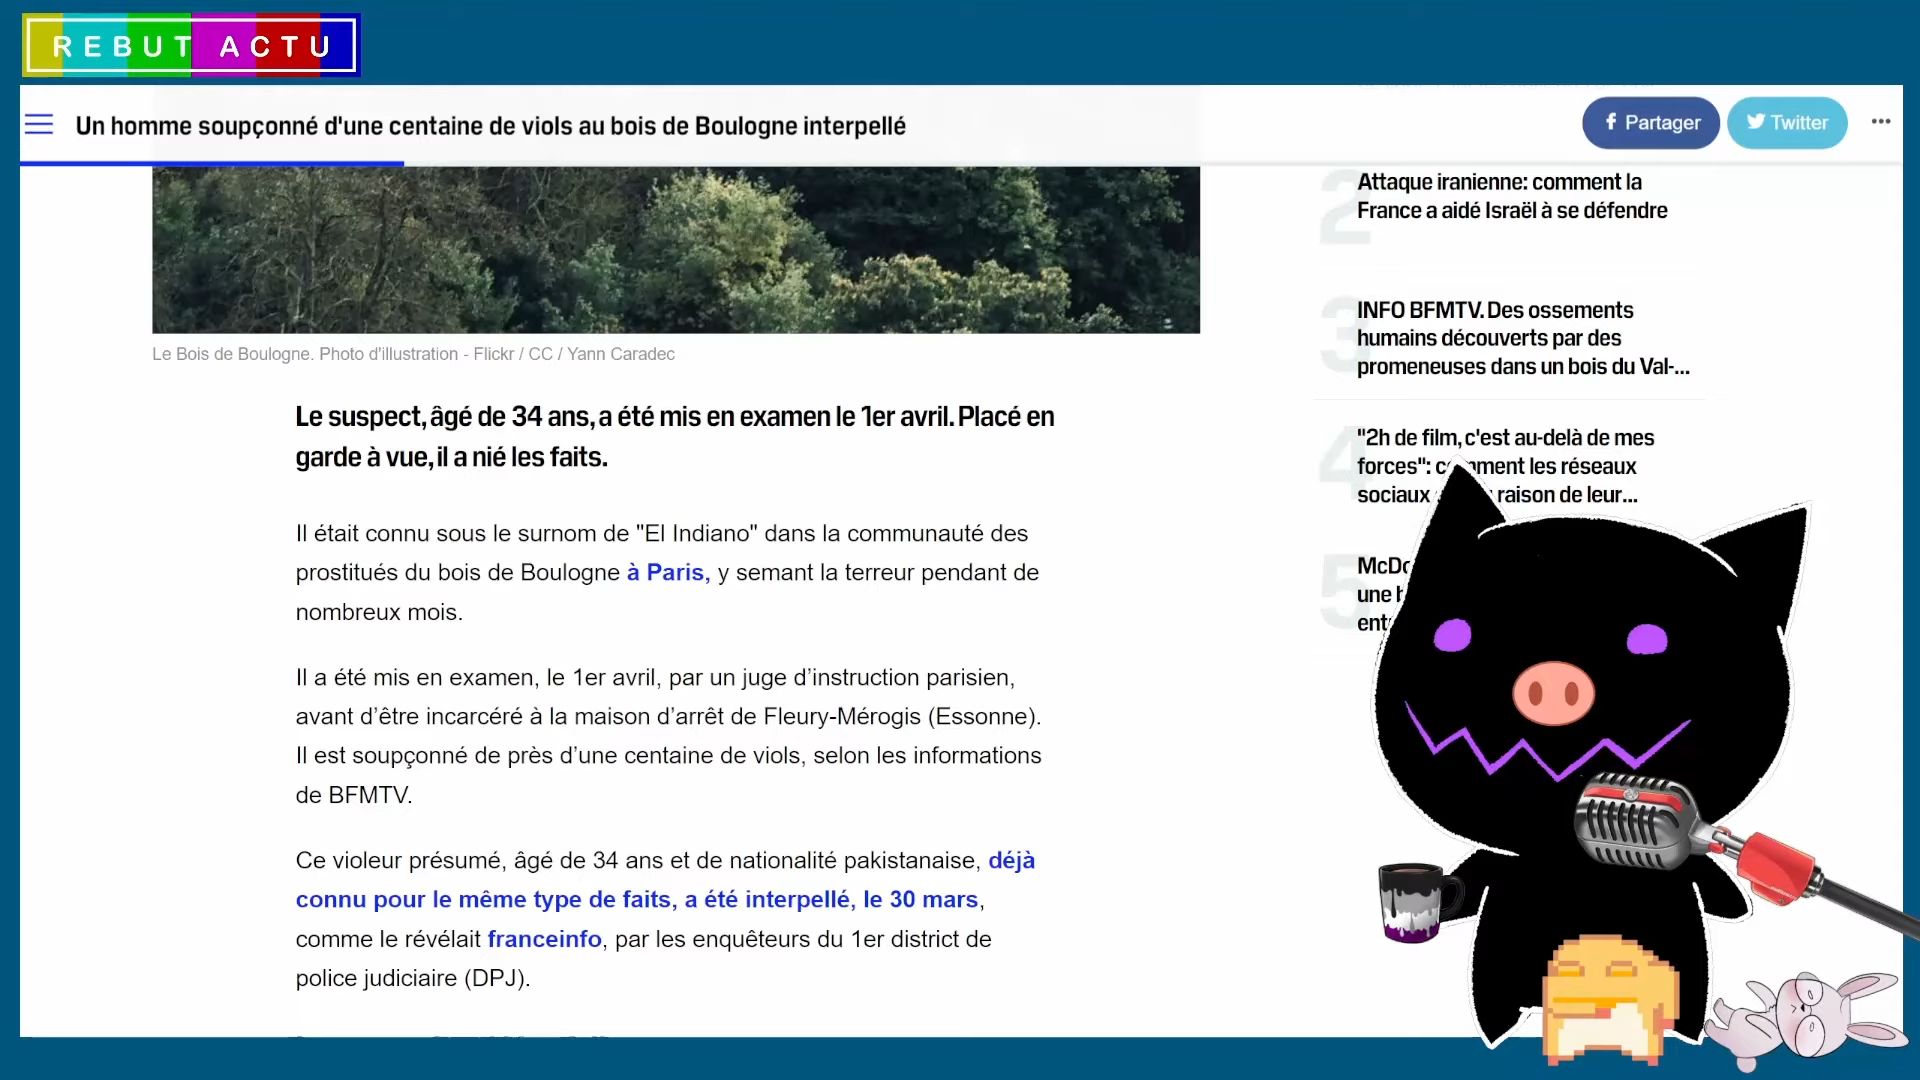 REBUT ACTU
Un homme soupçonné d'une centaine de viols au bois de Boulogne interpellé
Partager
Twitter
Le Bois de Boulogne. Photo d'illustration - Flickr / CC / Yann Caradec
Le suspect, âgé de 34 ans, a été mis en examen le 1er avril. Placé en
garde à vue, il a nié les faits.
Il était connu sous le surnom de "El Indiano" dans la communauté des
prostitués du bois de Boulogne à Paris, y semant la terreur pendant de
nombreux mois.
Il a été mis en examen, le 1er avril, par un juge d’instruction parisien,
avant d’être incarcéré à la maison d’arrêt de Fleury-Mérogis (Essonne).
Il est soupçonné de près d’une centaine de viols, selon les informations
de BFMTV.
Ce violeur présumé, âgé de 34 ans et de nationalité pakistanaise, déjà
connu pour le même type de faits, a été interpellé, le 30 mars,
comme le révélait franceinfo, par les enquêteurs du 1er district de
police judiciaire (DPJ).
2
Attaque iranienne: comment la
France a aidé Israël à se défendre
3
INFO BFMTV. Des ossements
humains découverts par des
promeneuses dans un bois du Val-...
4
"2h de film, c'est au-delà de mes
forces": comment les réseaux
sociaux raison de leur...
5
une